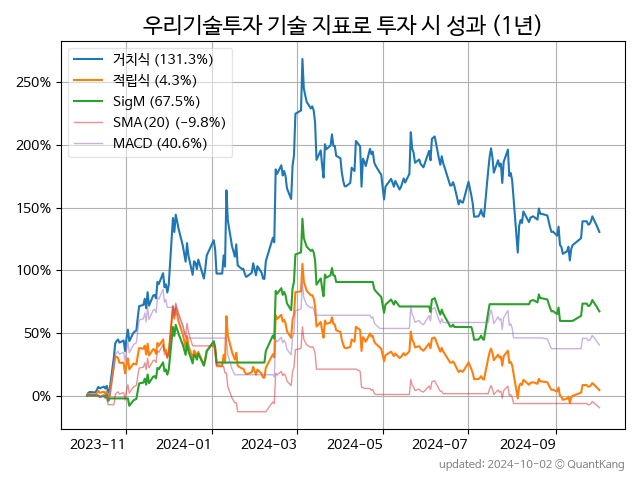 우리기술투자 기술 지표로 투자 시 성과 (1년)
거치식 (131.3%)
적립식 (4.3%)
SigM (67.5%)
SMA(20) (-9.8%)
MACD (40.6%)
250%
200%
150%
100%
50%
0%
2023-11 2024-01 2024-03 2024-05 2024-07 2024-09
updated: 2024-10-02 © QuantKang